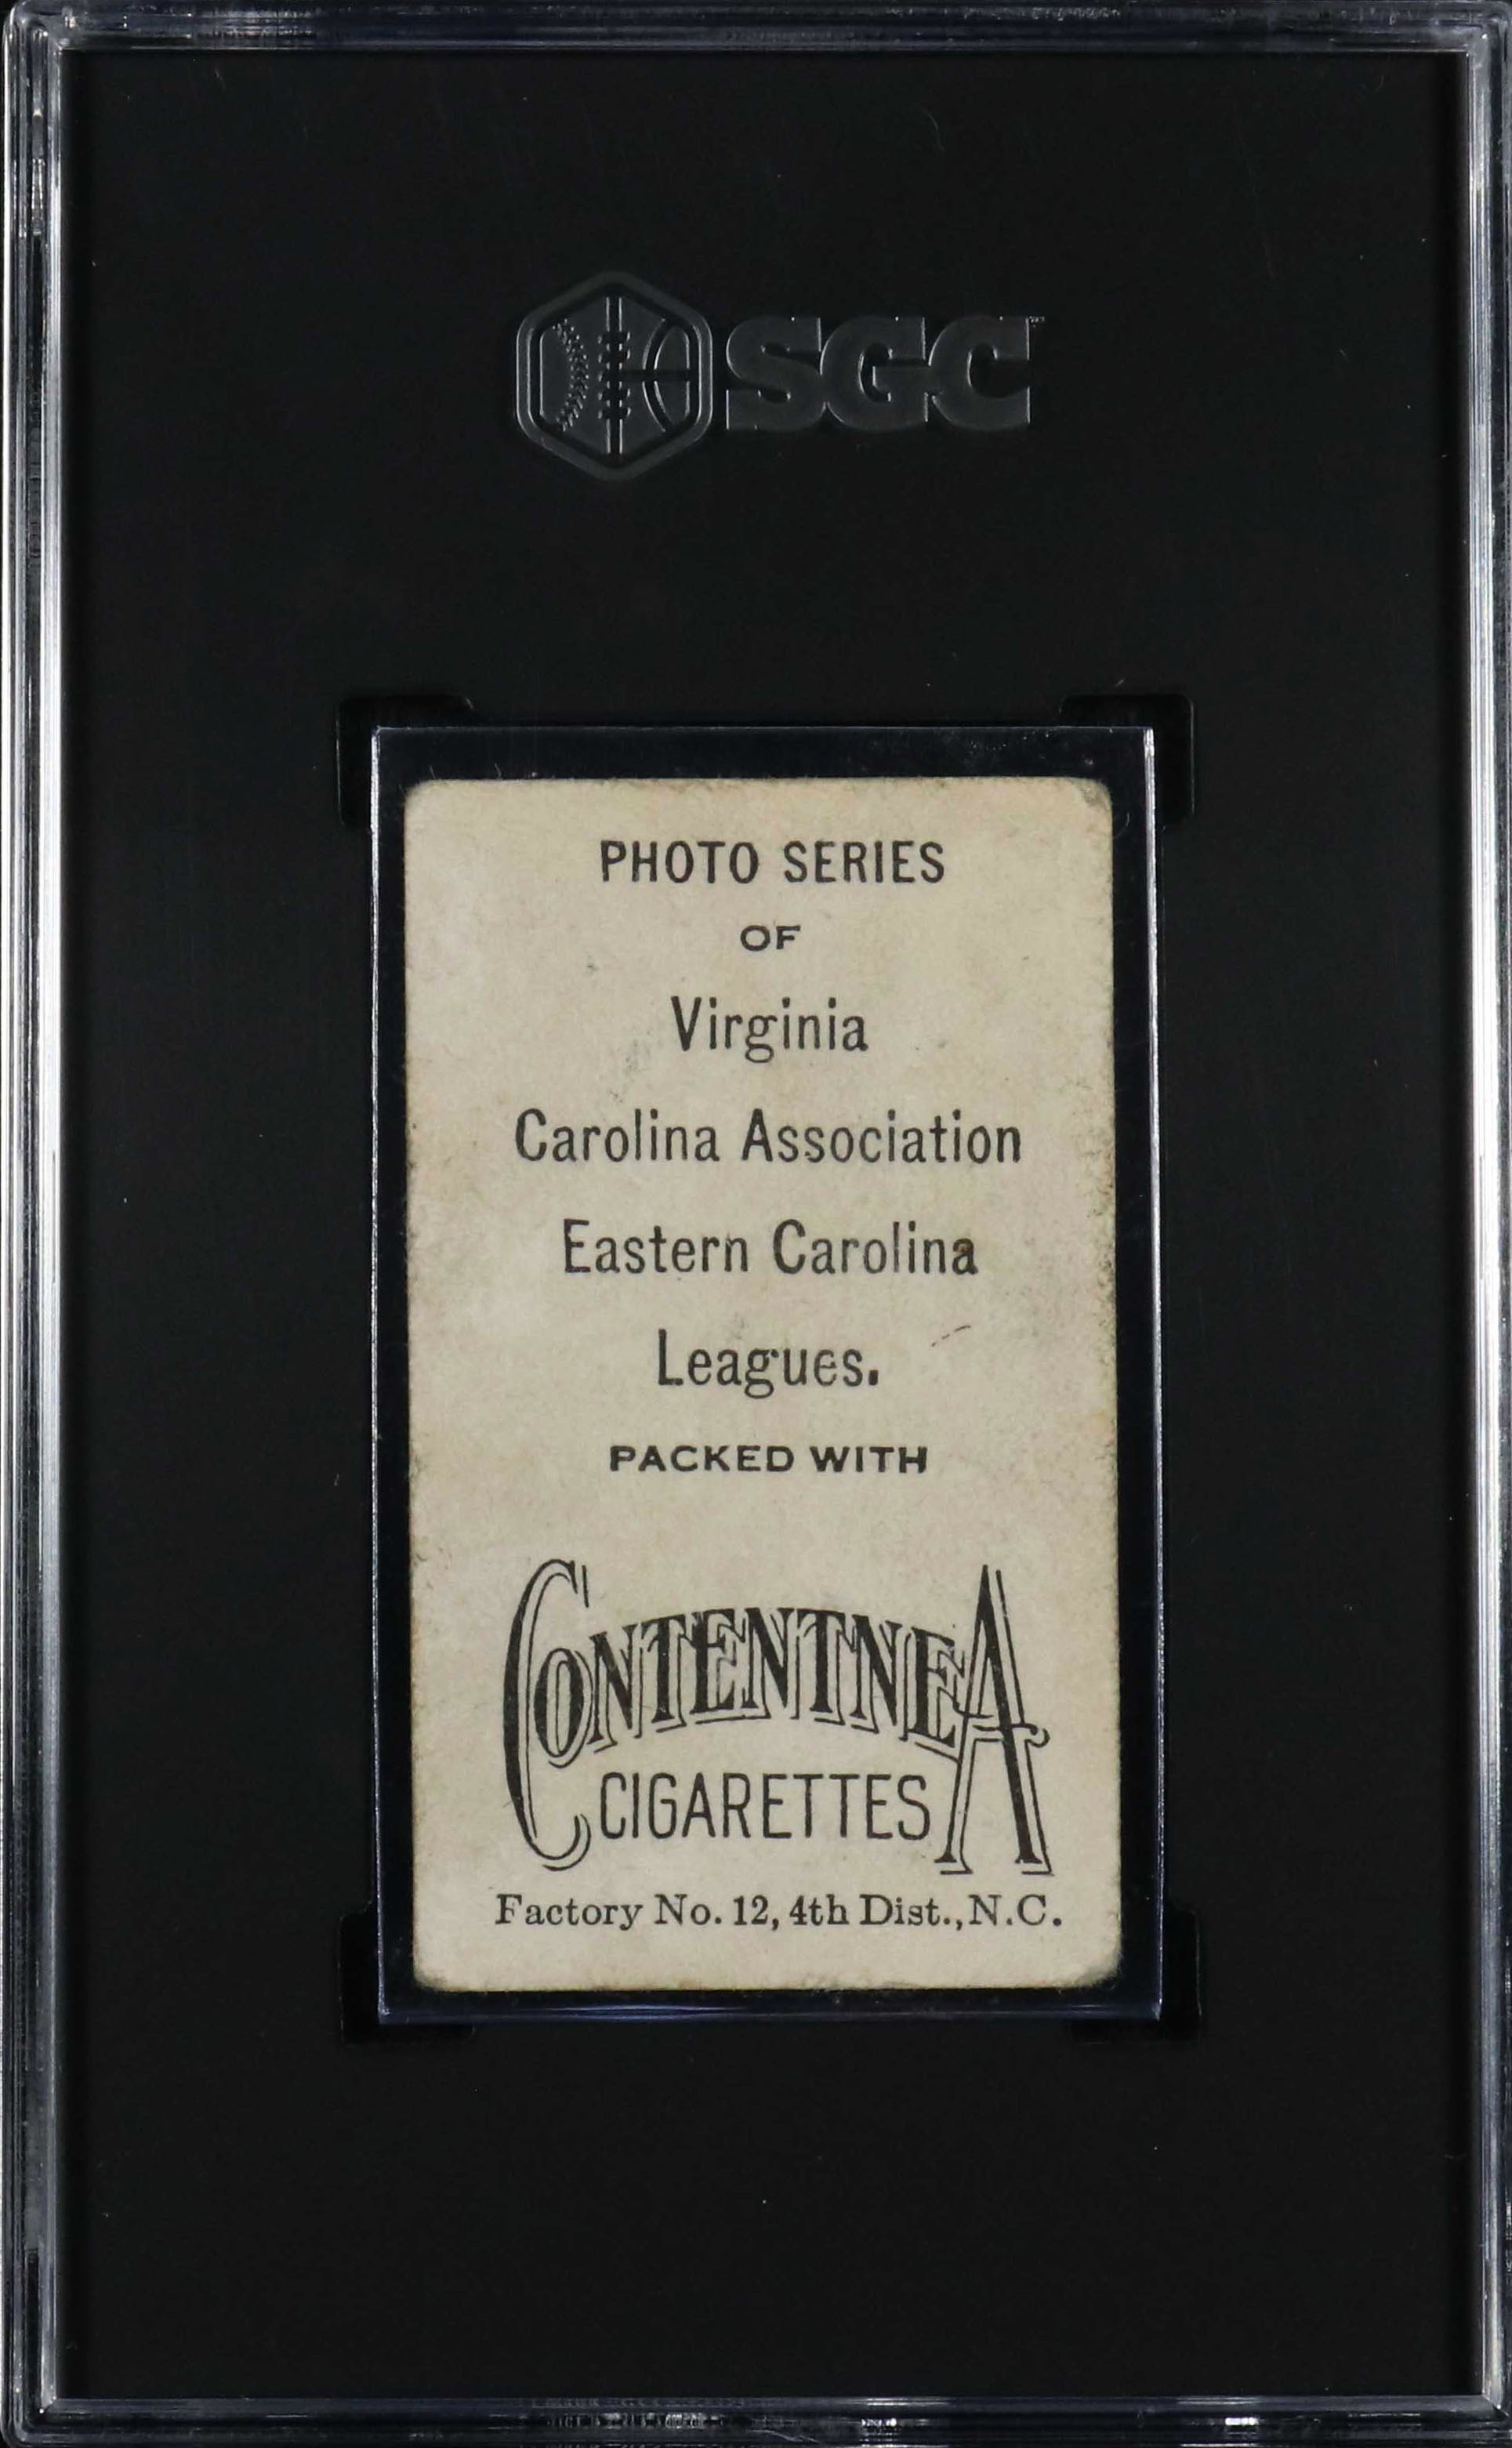 SGC
PHOTO SERIES
OF
Virginia
Carolina Association
Eastern Carolina
Leagues.
PACKED WITH
CONTENTNEA
CIGARETTES
Factory No. 12, 4th Dist., N.C.